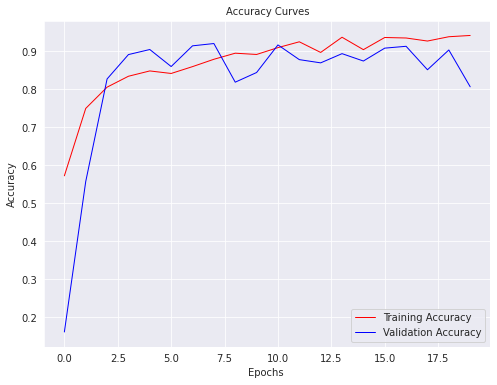 Accuracy Curves
Accuracy
0.9
0.8
0.7
0.6
0.5
0.4
0.3
0.2
Training Accuracy
Validation Accuracy
0.0 2.5 5.0 7.5 10.0 12.5 15.0 17.5
Epochs